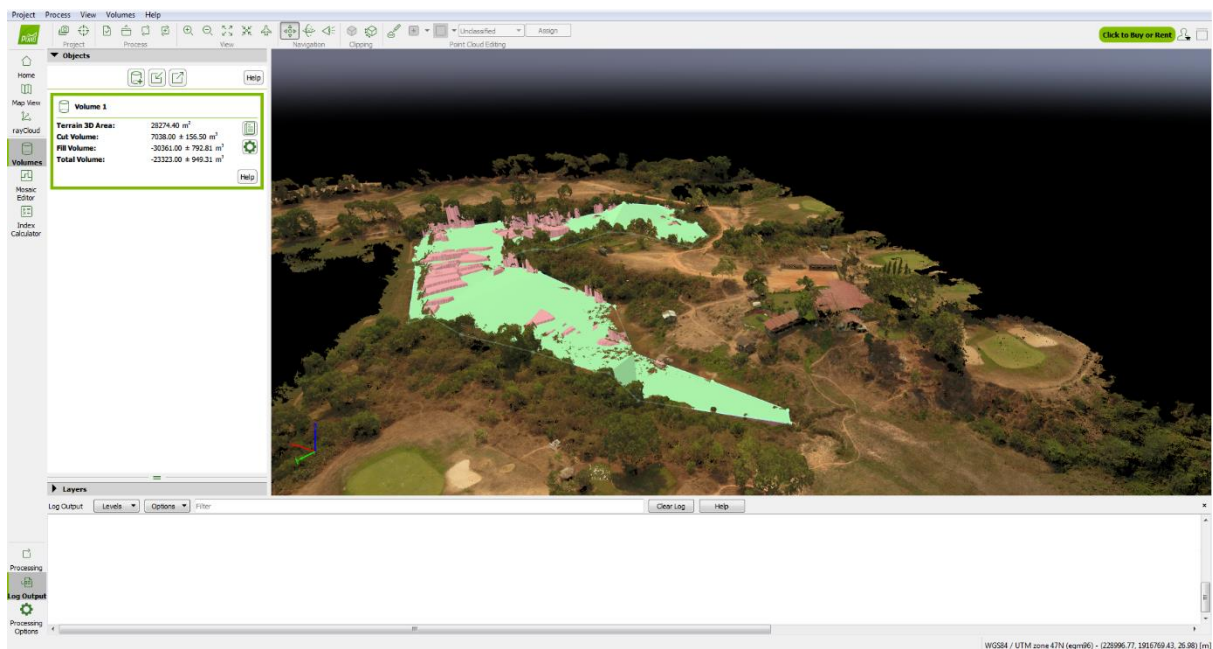 Project Process View Volumes Help
Pix4D
Project Process View Navigation Clipping Point Cloud Editing
Unclassified Assign
Click to Buy or Rent
Home
Map View
rayCloud
Volumes
Mosaic
Editor
Index
Calculator
Objects
Help
Volume 1
Terrain 3D Area: 28274.40 m²
Cut Volume: 7038.00 ± 156.50 m³
Fill Volume: -30361.00 ± 792.81 m³
Total Volume: -23323.00 ± 949.31 m³
Help
Layers
Log Output Levels Options Filter Clear Log Help
Processing
Log Output
Processing
Options
WGS84 / UTM zone 47N (egm96) - (228996.77, 1916769.43, 26.98) [m]